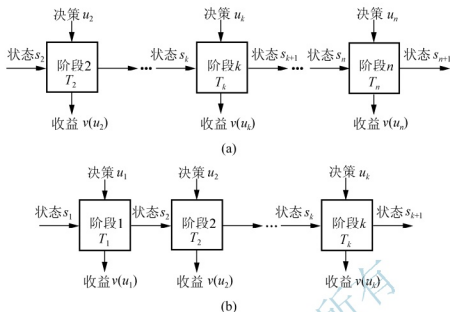 决策 u2 决策 uk 决策 un
状态 s2 阶段2 T2 ••• 状态 sk 阶段k Tk 状态 sk+1 ••• 状态 sn 阶段n Tn 状态 sn+1
收益 v(u2) 收益 v(uk) 收益 v(un)
(a)
决策 u1 决策 u2 决策 uk
状态 s1 阶段1 T1 状态 s2 阶段2 T2 ••• 状态 sk 阶段k Tk 状态 sk+1
收益 v(u1) 收益 v(u2) 收益 v(uk)
(b)
所有